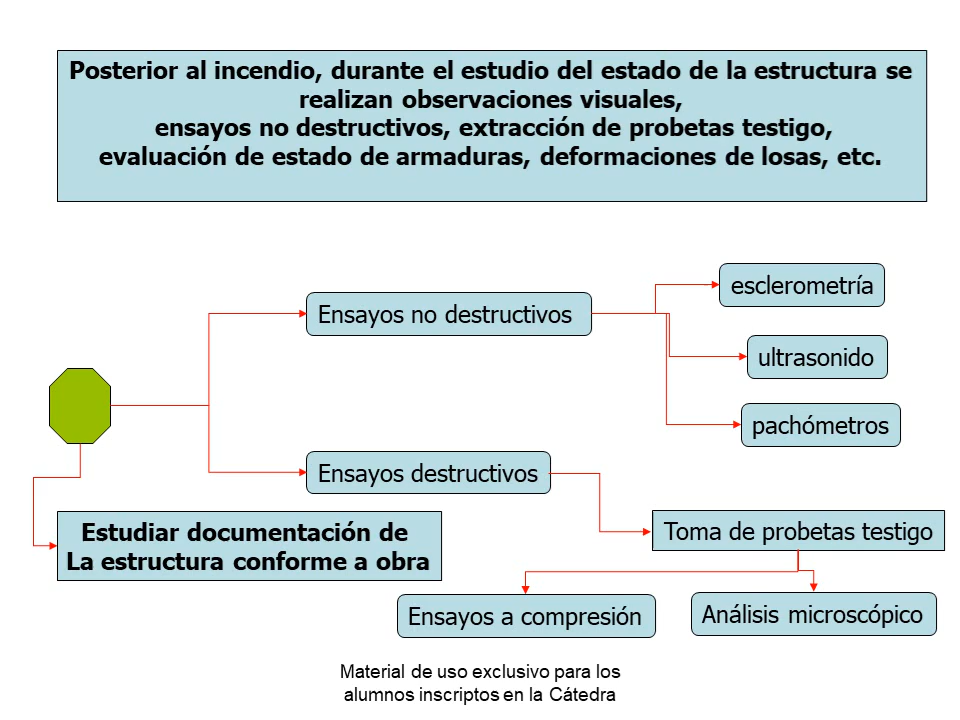 Posterior al incendio, durante el estudio del estado de la estructura se
realizan observaciones visuales,
ensayos no destructivos, extracción de probetas testigo,
evaluación de estado de armaduras, deformaciones de losas, etc.
esclerometría
Ensayos no destructivos
ultrasonido
pachómetros
Ensayos destructivos
Estudiar documentación de
La estructura conforme a obra
Toma de probetas testigo
Ensayos a compresión
Análisis microscópico
Material de uso exclusivo para los
alumnos inscriptos en la Cátedra